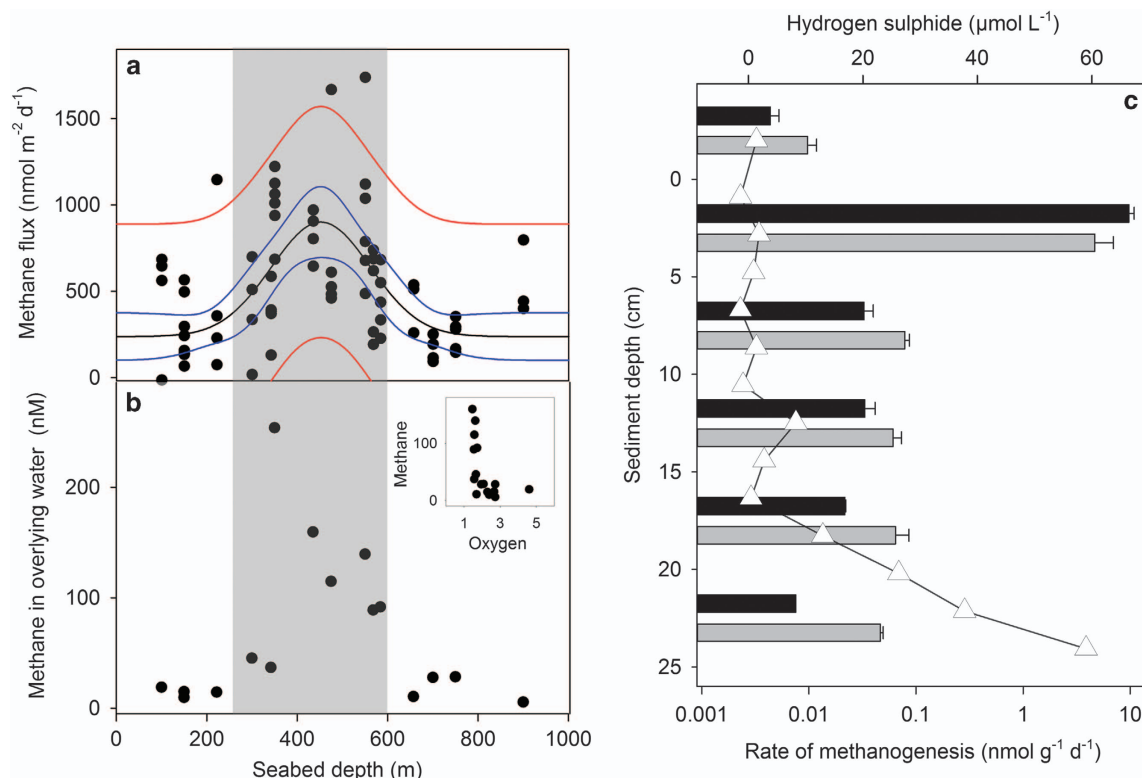 a
Methane flux (nmol m⁻² d⁻¹)
1500
1000
500
0
b
Methane in overlying water (nM)
200
100
0
Methane
100
0
1 3 5
Oxygen
0 200 400 600 800 1000
Seabed depth (m)
Hydrogen sulphide (µmol L⁻¹)
0 20 40 60
c
Sediment depth (cm)
0
5
10
15
20
25
0.001 0.01 0.1 1 10
Rate of methanogenesis (nmol g⁻¹ d⁻¹)